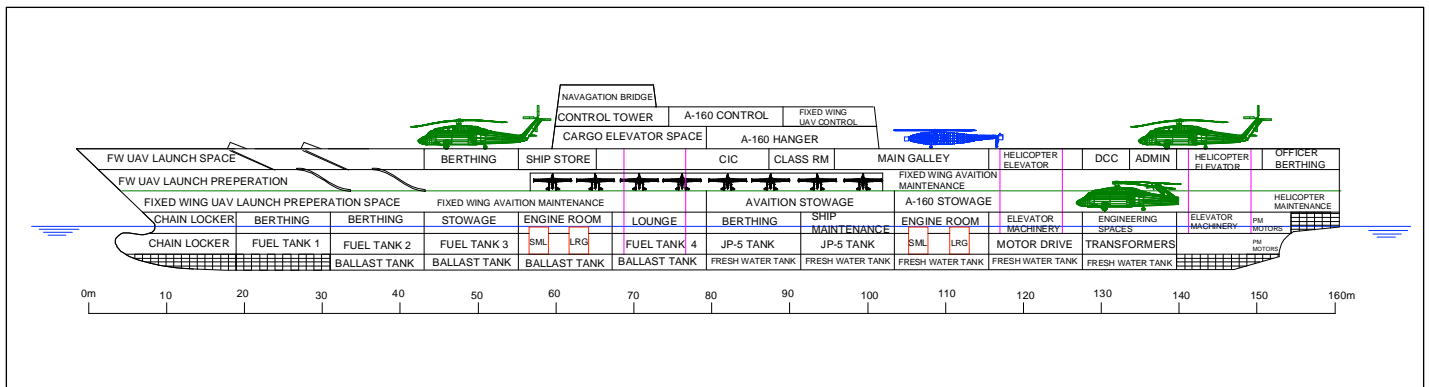 NAVAGATION BRIDGE
CONTROL TOWER A-160 CONTROL FIXED WING
UAV CONTROL
CARGO ELEVATOR SPACE A-160 HANGER
FW UAV LAUNCH SPACE BERTHING SHIP STORE CIC CLASS RM MAIN GALLEY HELICOPTER
ELEVATOR DCC ADMIN HELICOPTER
ELEVATOR OFFICER
BERTHING
FW UAV LAUNCH PREPERATION FIXED WING AVAITION
MAINTENANCE
FIXED WING UAV LAUNCH PREPERATION SPACE FIXED WING AVAITION MAINTENANCE AVAITION STOWAGE A-160 STOWAGE HELICOPTER
MAINTENANCE
CHAIN LOCKER BERTHING BERTHING STOWAGE ENGINE ROOM LOUNGE BERTHING SHIP
MAINTENANCE ENGINE ROOM ELEVATOR
MACHINERY ENGINEERING
SPACES ELEVATOR
MACHINERY PM
MOTORS
CHAIN LOCKER FUEL TANK 1 FUEL TANK 2 FUEL TANK 3 SML LRG FUEL TANK 4 JP-5 TANK JP-5 TANK SML LRG MOTOR DRIVE TRANSFORMERS PM
MOTORS
BALLAST TANK BALLAST TANK BALLAST TANK BALLAST TANK FRESH WATER TANK FRESH WATER TANK FRESH WATER TANK FRESH WATER TANK FRESH WATER TANK
0m 10 20 30 40 50 60 70 80 90 100 110 120 130 140 150 160m